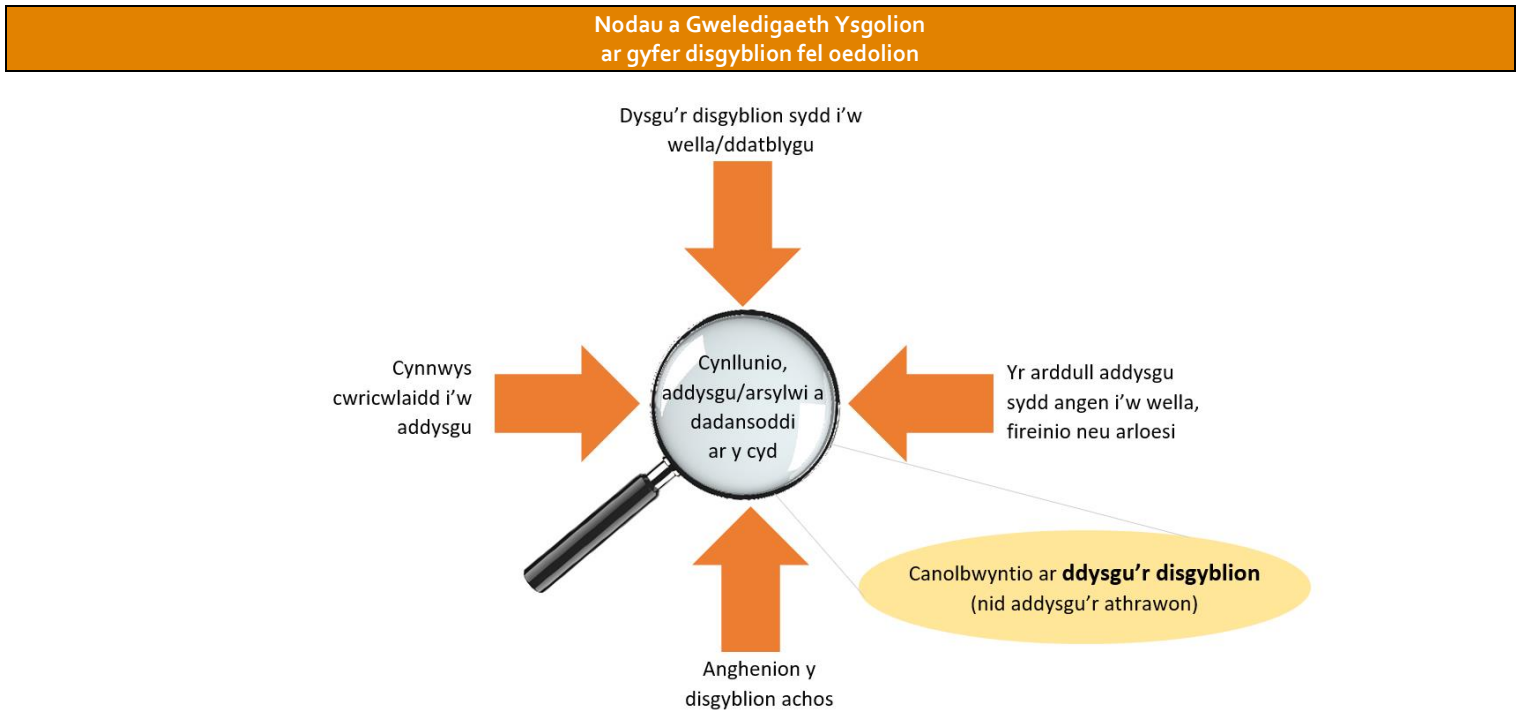 Nodau a Gweledigaeth Ysgolion
ar gyfer disgyblion fel oedolion
Dysgu’r disgyblion sydd i’w
wella/ddatblygu
Cynnwys
cwricwlaidd i’w
addysgu
Cynllunio,
addysgu/arsylwi a
dadansoddi
ar y cyd
Yr arddull addysgu
sydd angen i’w wella,
fireinio neu arloesi
Canolbwyntio ar ddysgu’r disgyblion
(nid addysgu’r athrawon)
Anghenion y
disgyblion achos